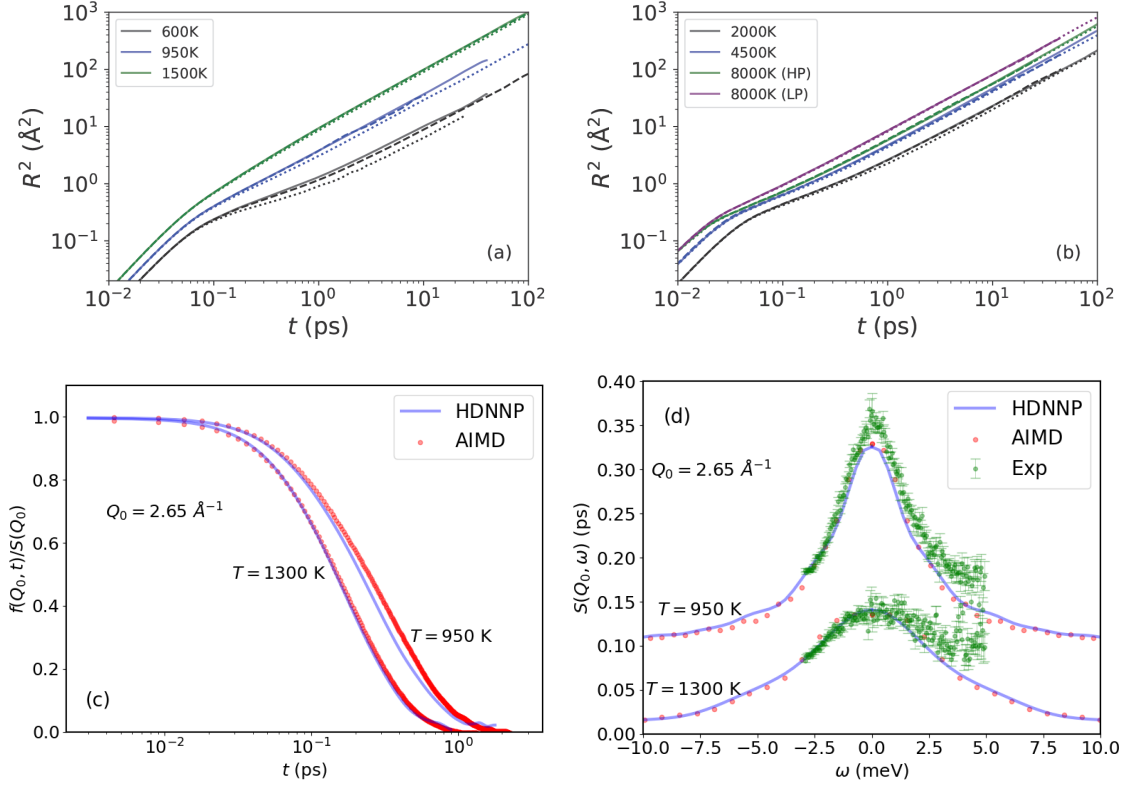 10³
10²
10¹
10⁰
10⁻¹
R² (Å²)
600K
950K
1500K
(a)
10⁻² 10⁻¹ 10⁰ 10¹ 10²
t (ps)
10³
10²
10¹
10⁰
10⁻¹
R² (Å²)
2000K
4500K
8000K (HP)
8000K (LP)
(b)
10⁻² 10⁻¹ 10⁰ 10¹ 10²
t (ps)
1.0
0.8
0.6
0.4
0.2
0.0
f(Q₀, t)/S(Q₀)
HDNNP
AIMD
Q₀ = 2.65 Å⁻¹
T = 1300 K
T = 950 K
(c)
10⁻² 10⁻¹ 10⁰
t (ps)
0.40
0.35
0.30
0.25
0.20
0.15
0.10
0.05
0.00
S(Q₀, ω) (ps)
(d)
HDNNP
AIMD
Exp
Q₀ = 2.65 Å⁻¹
T = 950 K
T = 1300 K
−10.0 −7.5 −5.0 −2.5 0.0 2.5 5.0 7.5 10.0
ω (meV)